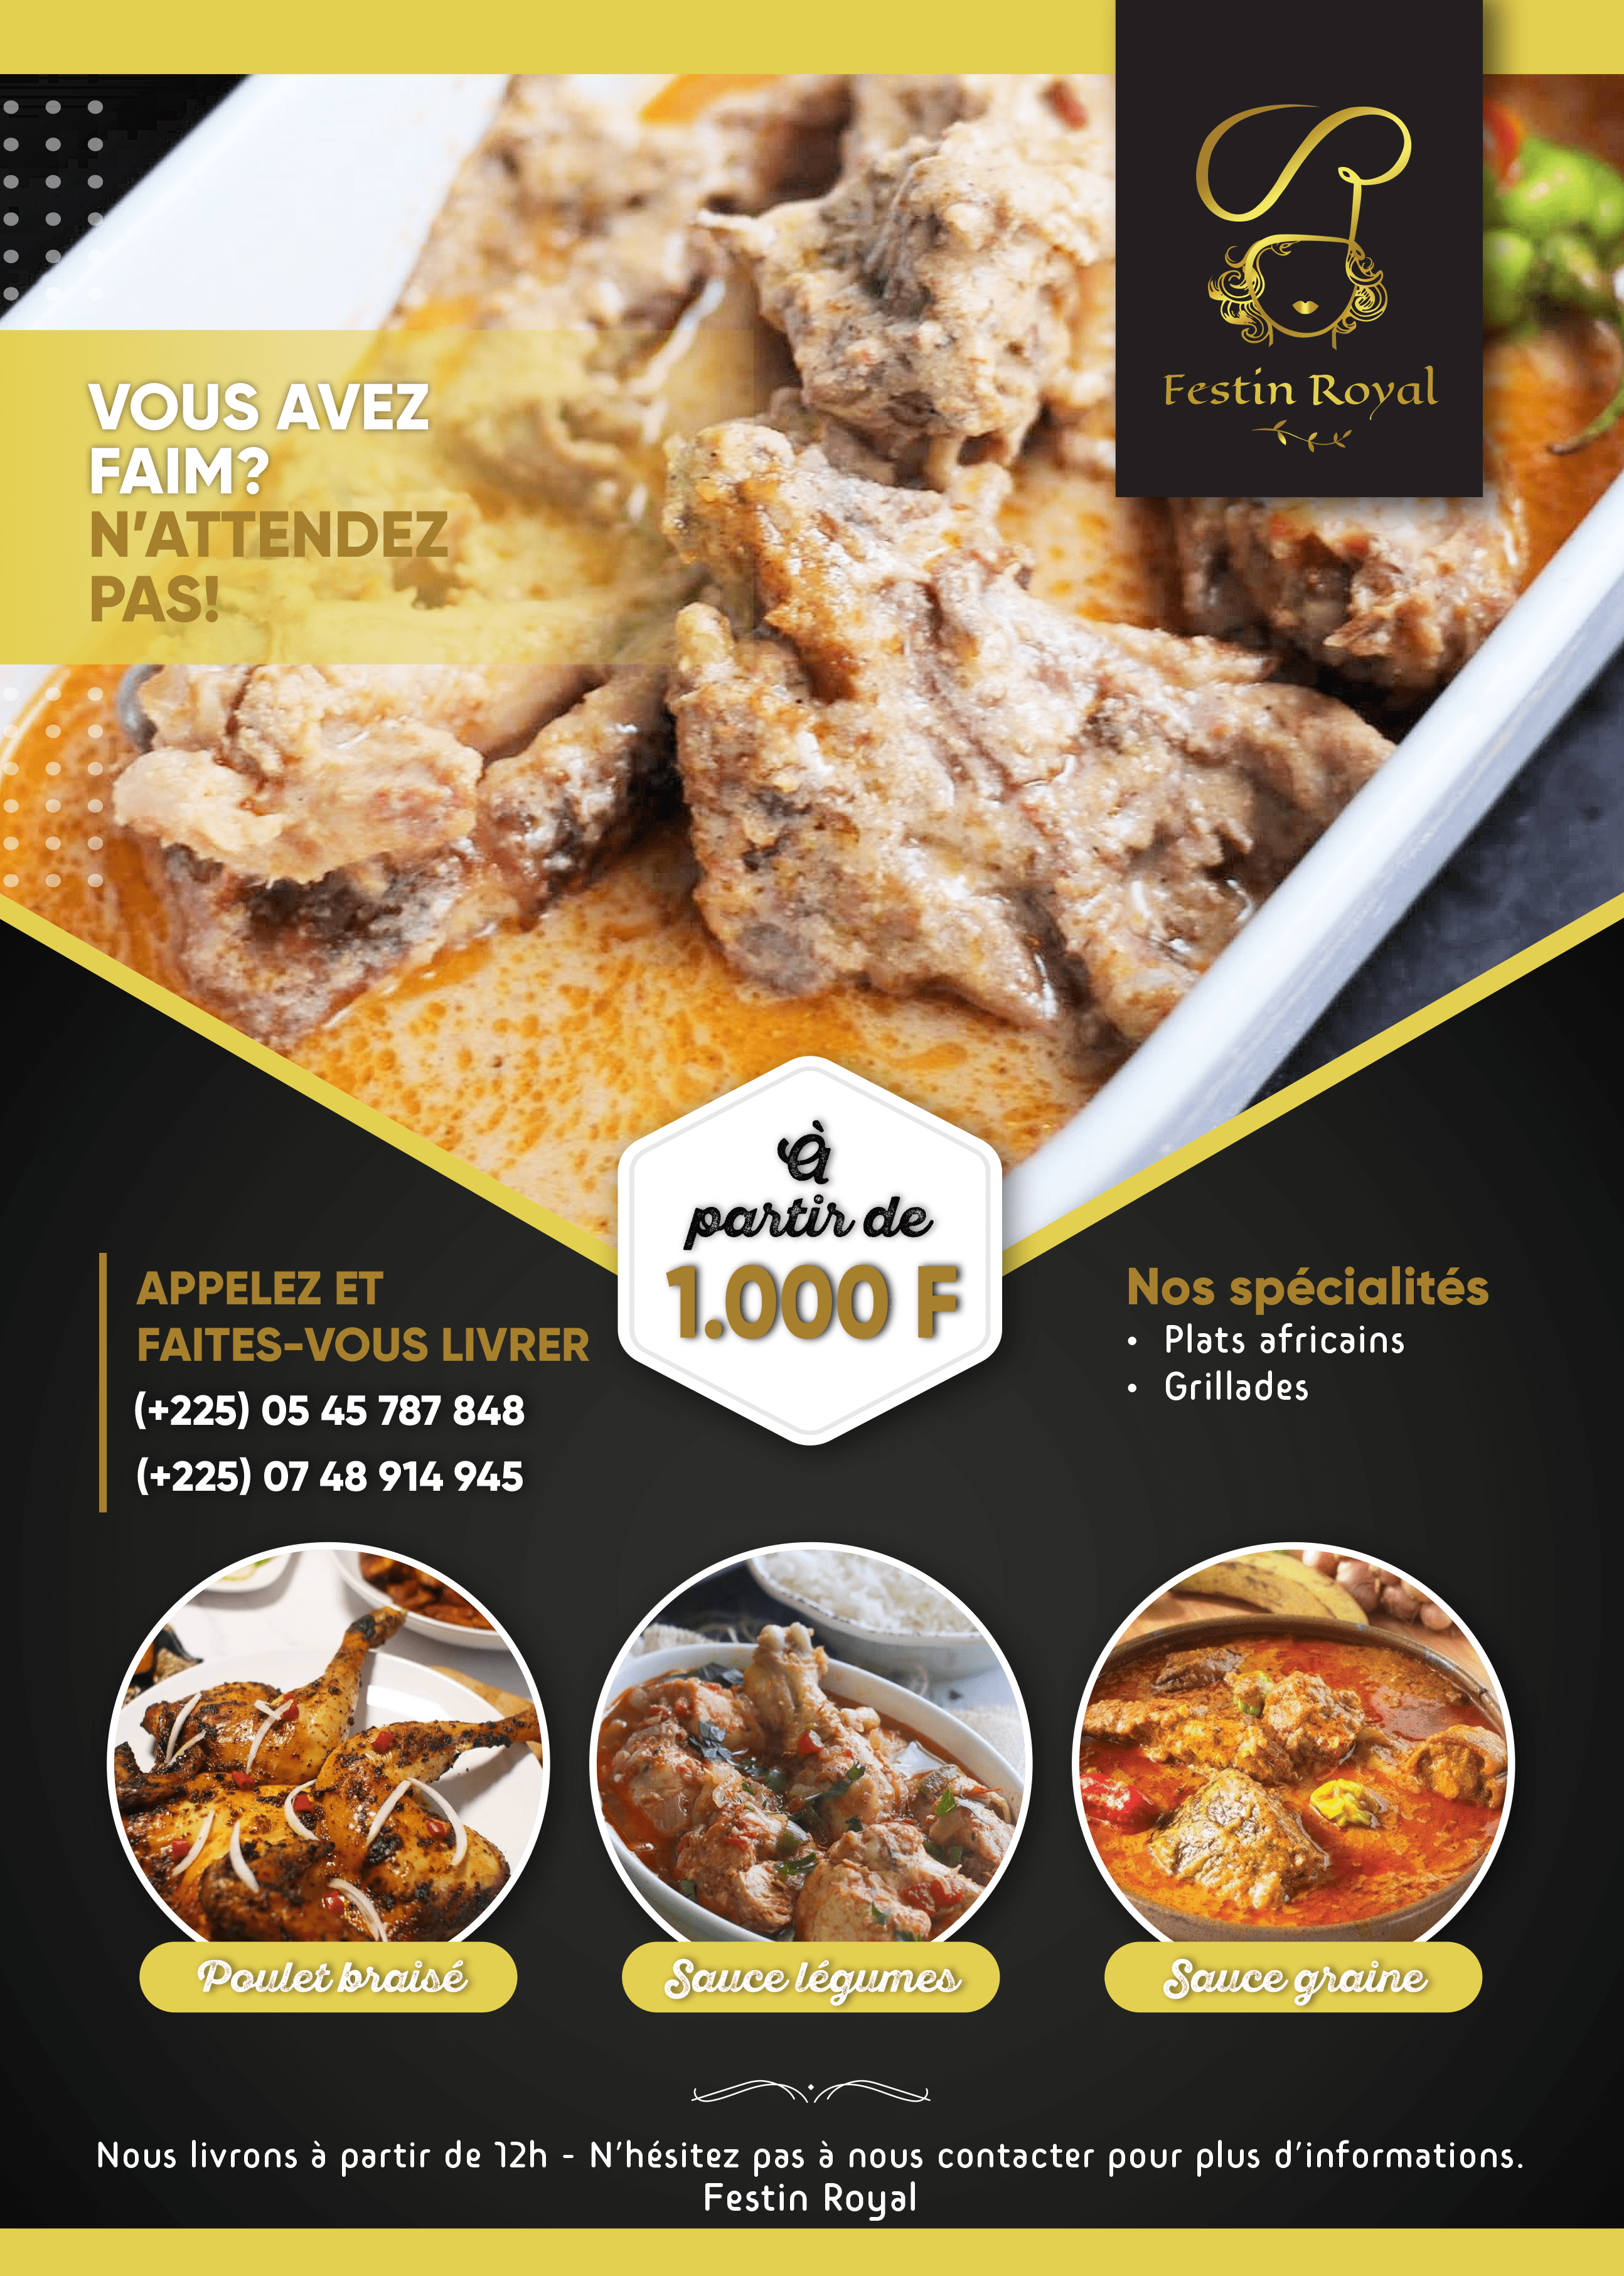 Festin Royal
VOUS AVEZ
FAIM?
N'ATTENDEZ
PAS!
À
partir de
1.000 F
APPELEZ ET
FAITES-VOUS LIVRER
(+225) 05 45 787 848
(+225) 07 48 914 945
Nos spécialités
• Plats africains
• Grillades
Poulet braisé
Sauce légumes
Sauce graine
Nous livrons à partir de 12h - N'hésitez pas à nous contacter pour plus d'informations.
Festin Royal